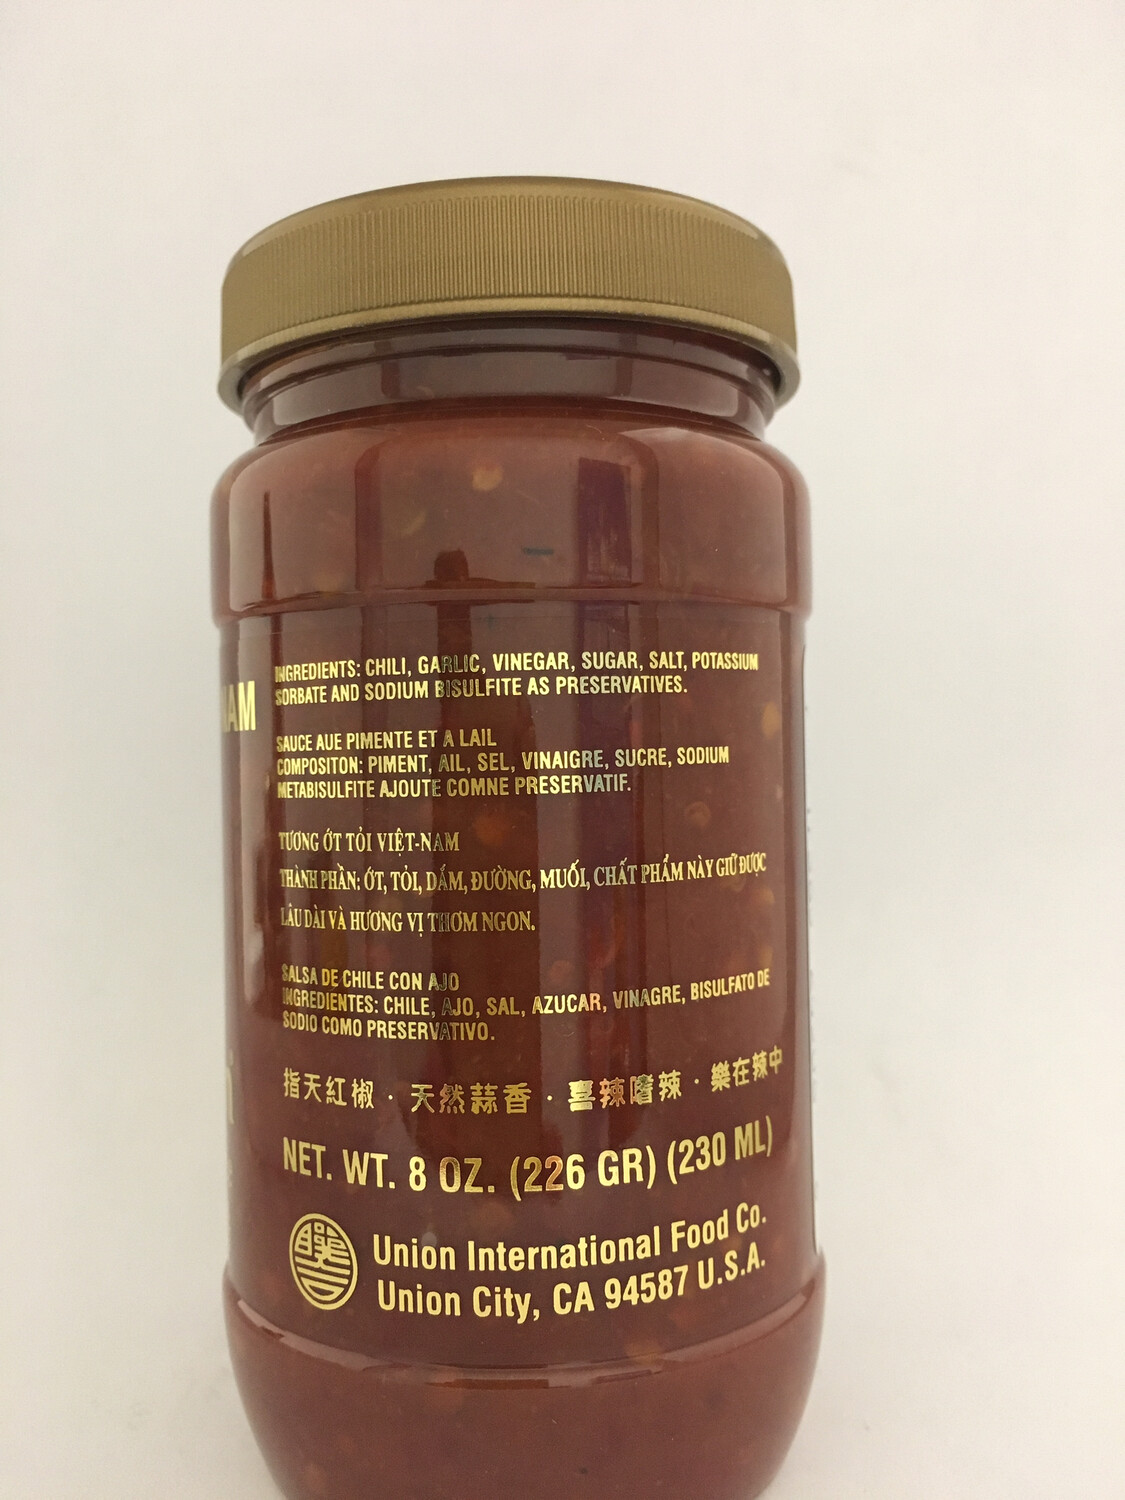 INGREDIENTS: CHILI, GARLIC, VINEGAR, SUGAR, SALT, POTASSIUM
SORBATE AND SODIUM BISULFITE AS PRESERVATIVES.
SAUCE AUE PIMENTE ET A LAIL
COMPOSITON: PIMENT, AIL, SEL, VINAIGRE, SUCRE, SODIUM
METABISULFITE AJOUTE COMNE PRESERVATIF.
TƯƠNG ỚT TỎI VIỆT-NAM
THÀNH PHẦN: ỚT, TỎI, DẤM, ĐƯỜNG, MUỐI, CHẤT PHẨM NÀY GIỮ ĐƯỢC
LÂU DÀI VÀ HƯƠNG VỊ THƠM NGON.
SALSA DE CHILE CON AJO
INGREDIENTES: CHILE, AJO, SAL, AZUCAR, VINAGRE, BISULFATO DE
SODIO COMO PRESERVATIVO.
指天紅椒 · 天然蒜香 · 喜辣嗜辣 · 樂在辣中
NET. WT. 8 OZ. (226 GR) (230 ML)
Union International Food Co.
Union City, CA 94587 U.S.A.